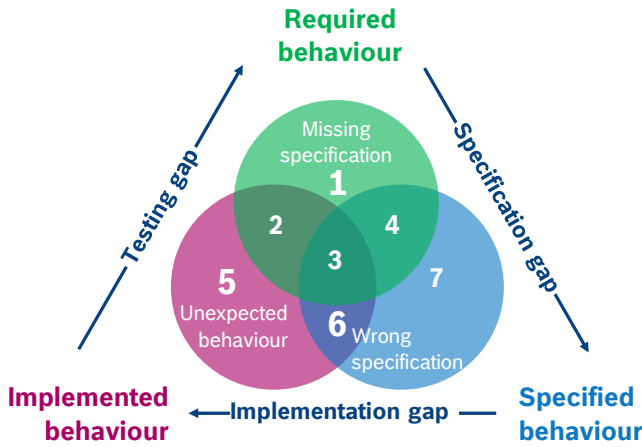 Required
behaviour
Testing gap
Specification gap
Missing
specification
1
2
4
3
5
7
Unexpected
behaviour
6
Wrong
specification
Implemented
behaviour
Implementation gap
Specified
behaviour